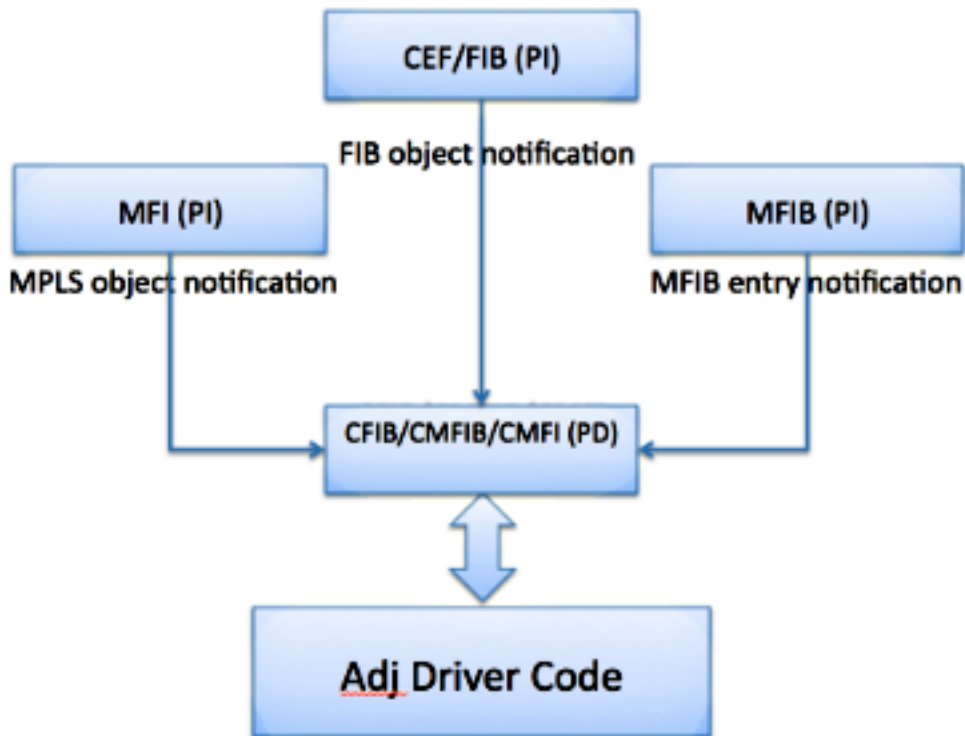 CEF/FIB (PI)
FIB object notification
MFI (PI)
MFIB (PI)
MPLS object notification
MFIB entry notification
CFIB/CMFIB/CMFI (PD)
Adj Driver Code